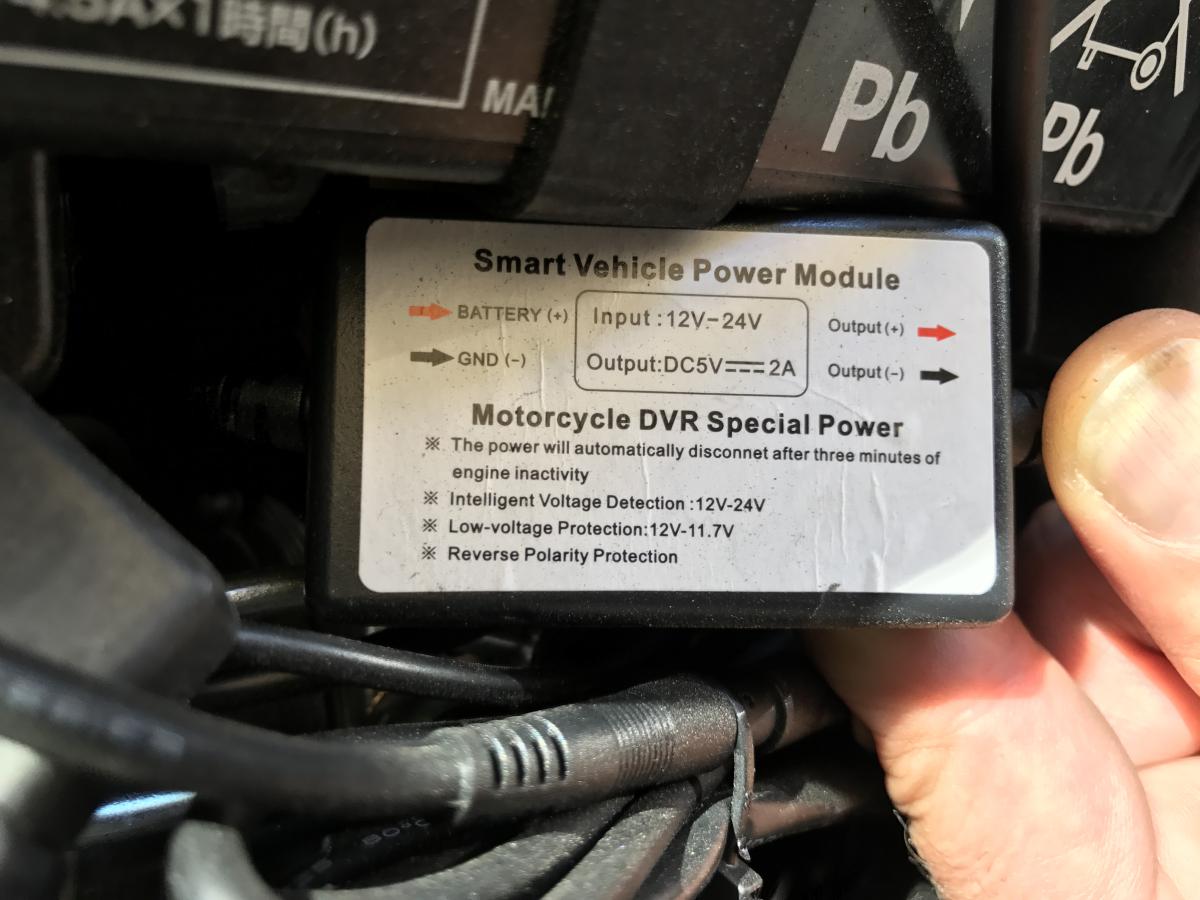 ×1時間(h)
Pb
Pb
Smart Vehicle Power Module
BATTERY (+)
GND (-)
Input :12V-24V
Output:DC5V⎓2A
Output (+)
Output (-)
Motorcycle DVR Special Power
※ The power will automatically disconnet after three minutes of
engine inactivity
※ Intelligent Voltage Detection :12V-24V
※ Low-voltage Protection:12V-11.7V
※ Reverse Polarity Protection